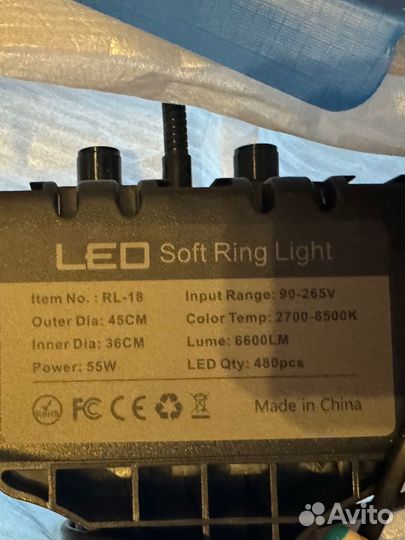 LED Soft Ring Light
Item No. : RL-18 Input Range: 90-265V
Outer Dia: 45CM Color Temp: 2700-6500K
Inner Dia: 36CM Lume: 6600LM
Power: 55W LED Qty: 480pcs
RoHS FC CE Made in China
Avito